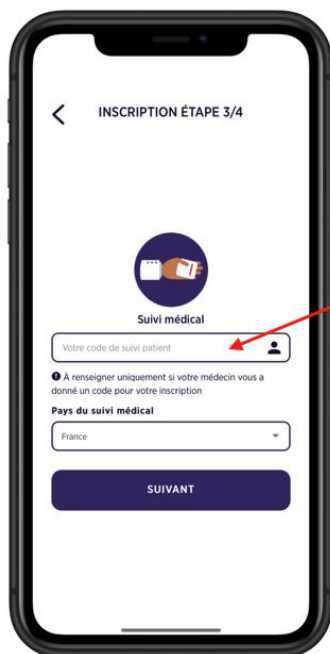 INSCRIPTION ÉTAPE 3/4
Suivi médical
Votre code de suivi patient
À renseigner uniquement si votre médecin vous a
donné un code pour votre inscription
Pays du suivi médical
France
SUIVANT